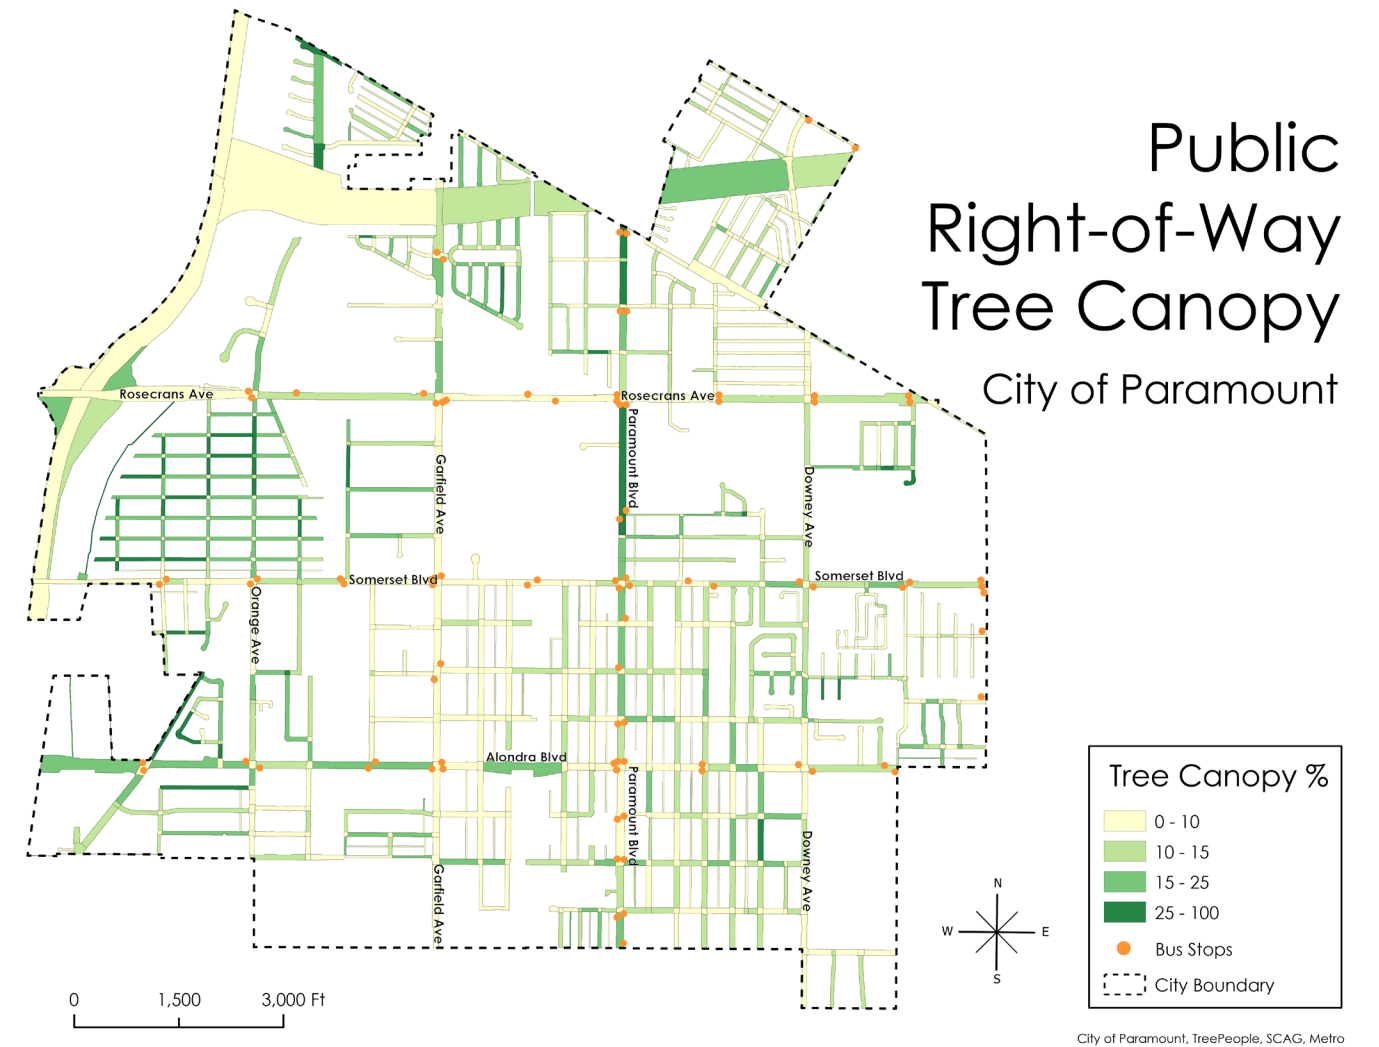 Public
Right-of-Way
Tree Canopy
City of Paramount
Rosecrans Ave
Rosecrans Ave
Paramount Blvd
Garfield Ave
Downey Ave
Somerset Blvd
Somerset Blvd
Orange Ave
Alondra Blvd
Paramount Blvd
Downey Ave
Garfield Ave
Tree Canopy %
0 - 10
10 - 15
15 - 25
25 - 100
Bus Stops
City Boundary
N
W
E
S
0 1,500 3,000 Ft
City of Paramount, TreePeople, SCAG, Metro